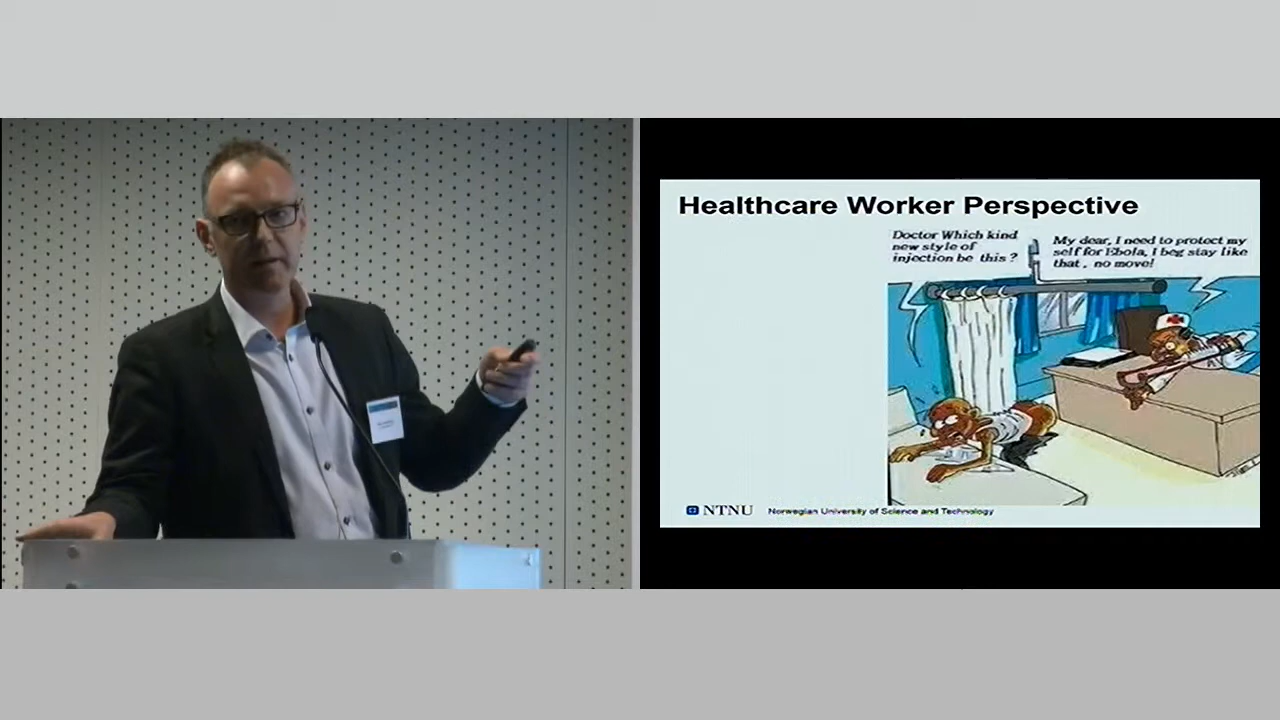 Healthcare Worker Perspective
Doctor Which kind
new style of
injection be this ?
My dear, I need to protect my
self for Ebola, I beg stay like
that , no move!
NTNU
Norwegian University of Science and Technology